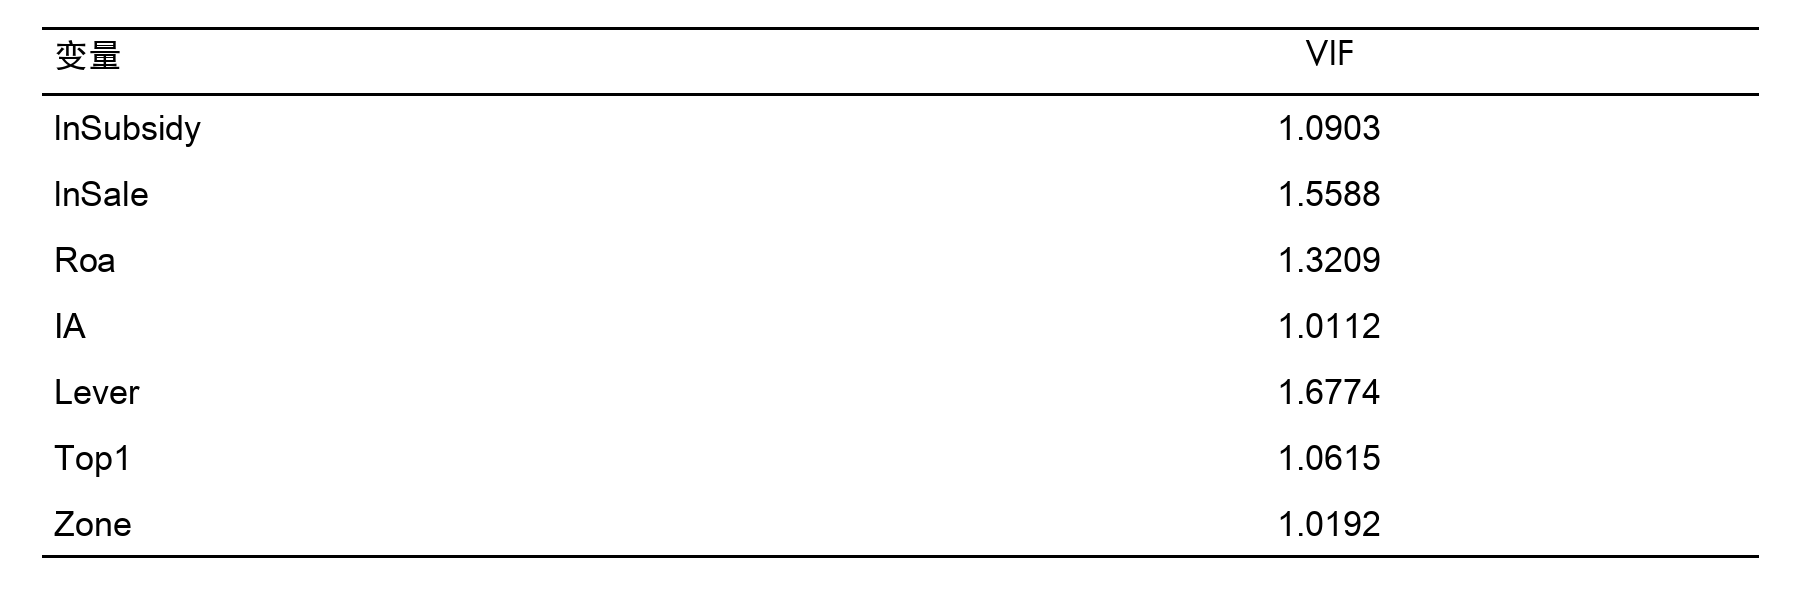 变量 VIF
lnSubsidy 1.0903
lnSale 1.5588
Roa 1.3209
IA 1.0112
Lever 1.6774
Top1 1.0615
Zone 1.0192